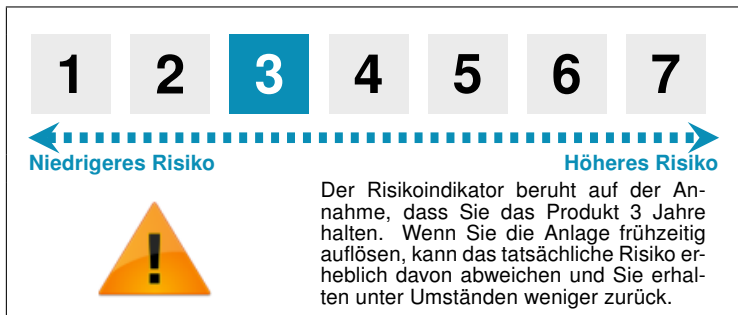 1 2 3 4 5 6 7
Niedrigeres Risiko Höheres Risiko
Der Risikoindikator beruht auf der An-
nahme, dass Sie das Produkt 3 Jahre
halten. Wenn Sie die Anlage frühzeitig
auflösen, kann das tatsächliche Risiko er-
heblich davon abweichen und Sie erhal-
ten unter Umständen weniger zurück.